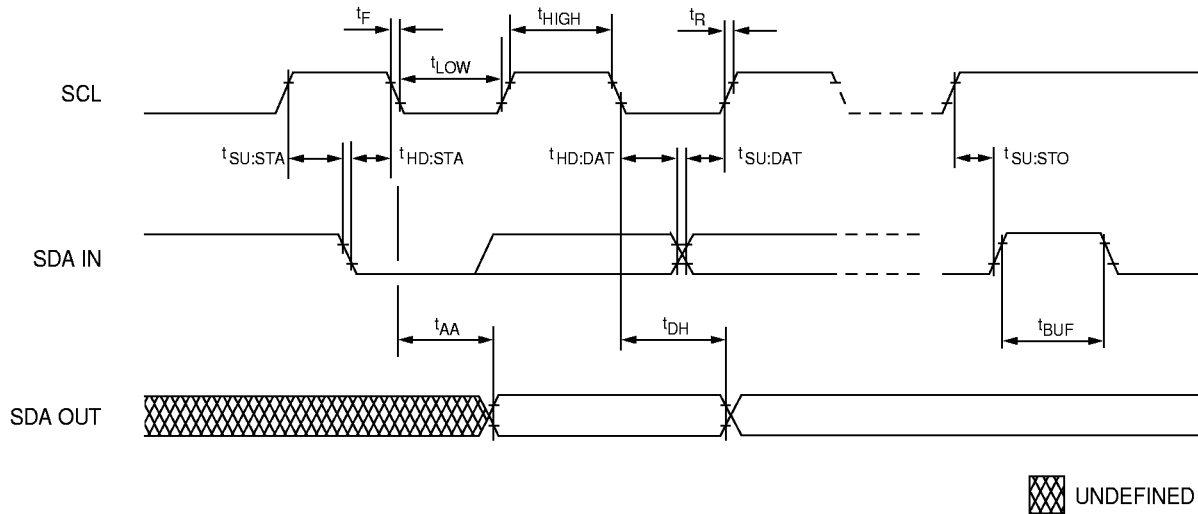 tF
tHIGH
tR
tLOW
SCL
tSU:STA
tHD:STA
tHD:DAT
tSU:DAT
tSU:STO
SDA IN
tAA
tDH
tBUF
SDA OUT
UNDEFINED